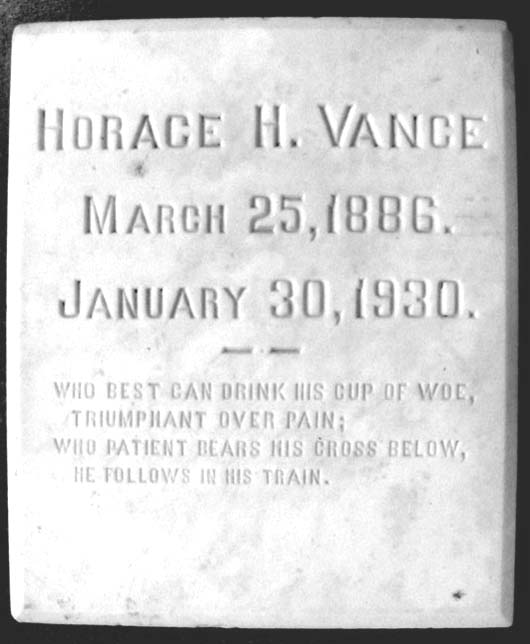 HORACE H. VANCE
MARCH 25, 1886.
JANUARY 30, 1930.
WHO BEST CAN DRINK HIS CUP OF WOE,
TRIUMPHANT OVER PAIN;
WHO PATIENT BEARS HIS CROSS BELOW,
HE FOLLOWS IN HIS TRAIN.